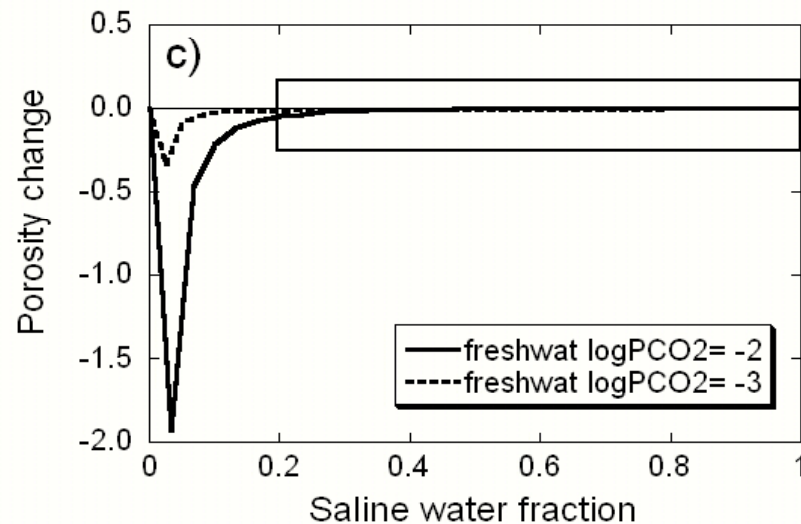 c)
0.5
0.0
-0.5
-1.0
-1.5
-2.0
Porosity change
freshwat logPCO2= -2
freshwat logPCO2= -3
0 0.2 0.4 0.6 0.8 1
Saline water fraction